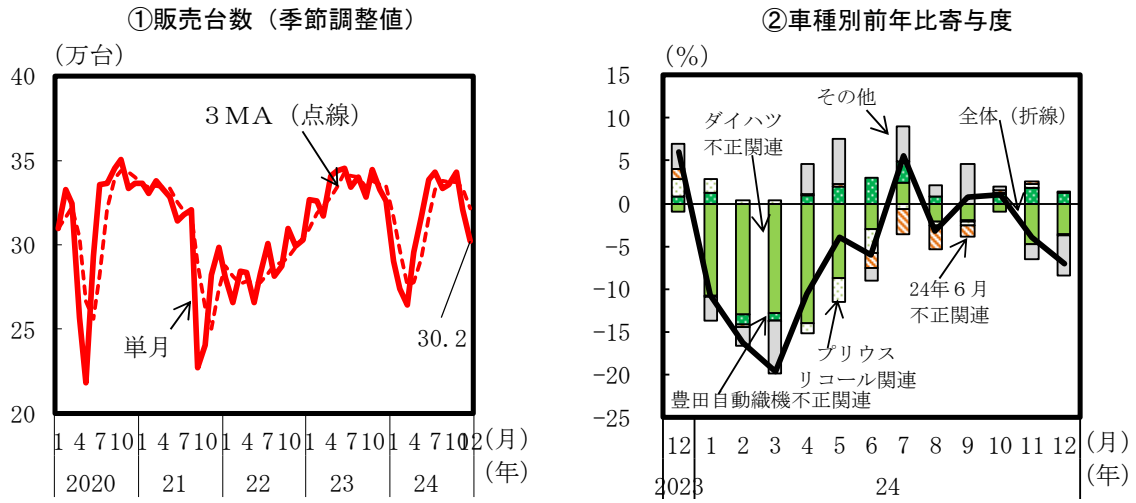 ①販売台数（季節調整値）
（万台）
40
35
30
25
20
３ＭＡ（点線）
単月
30.2
1 4 7 10 1 4 7 10 1 4 7 10 1 4 7 10 1 4 7 10 12 (月)
2020 21 22 23 24 (年)
②車種別前年比寄与度
(%)
15
10
5
0
-5
-10
-15
-20
-25
その他
ダイハツ
不正関連
全体（折線）
24年６月
不正関連
プリウス
リコール関連
豊田自動織機不正関連
12 1 2 3 4 5 6 7 8 9 10 11 12 (月)
2023 24 (年)